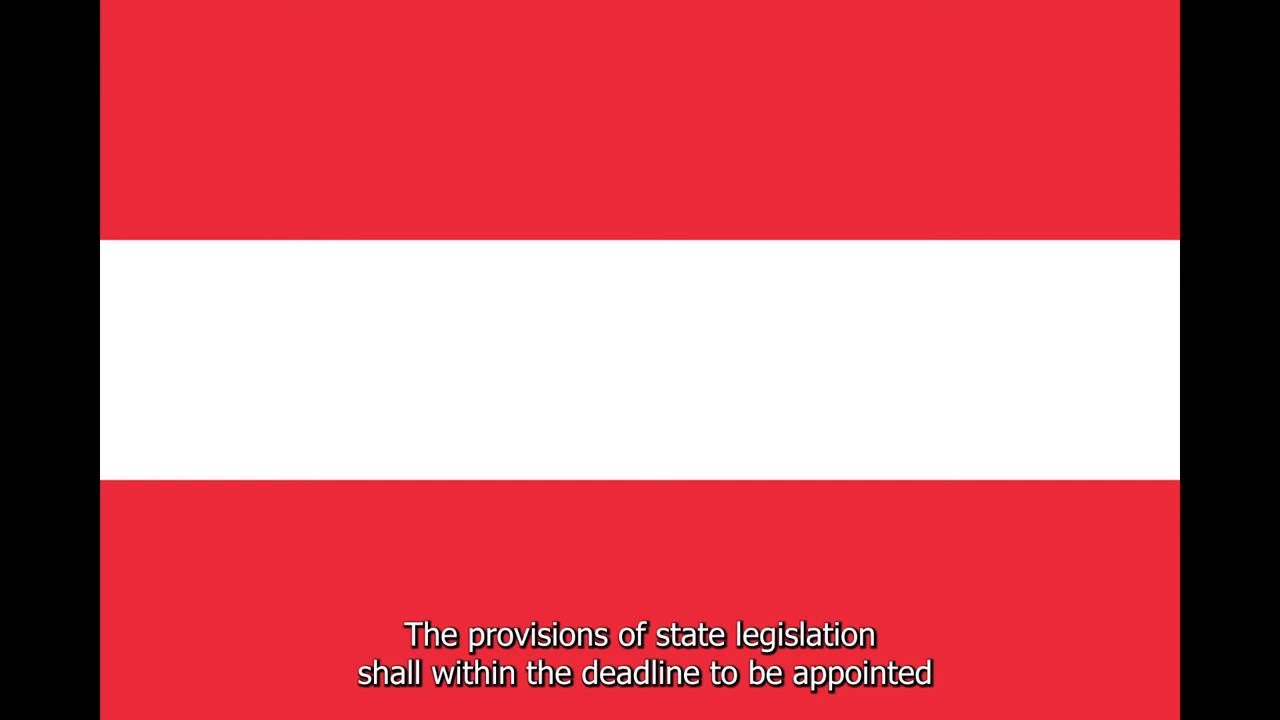 The provisions of state legislation
shall within the deadline to be appointed